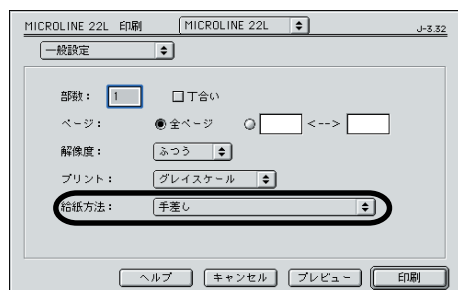 MICROLINE 22L 印刷 MICROLINE 22L J-3.32
一般設定
部数： 1 丁合い
ページ： 全ページ <-->
解像度： ふつう
プリント： グレイスケール
給紙方法： 手差し
ヘルプ キャンセル プレビュー 印刷